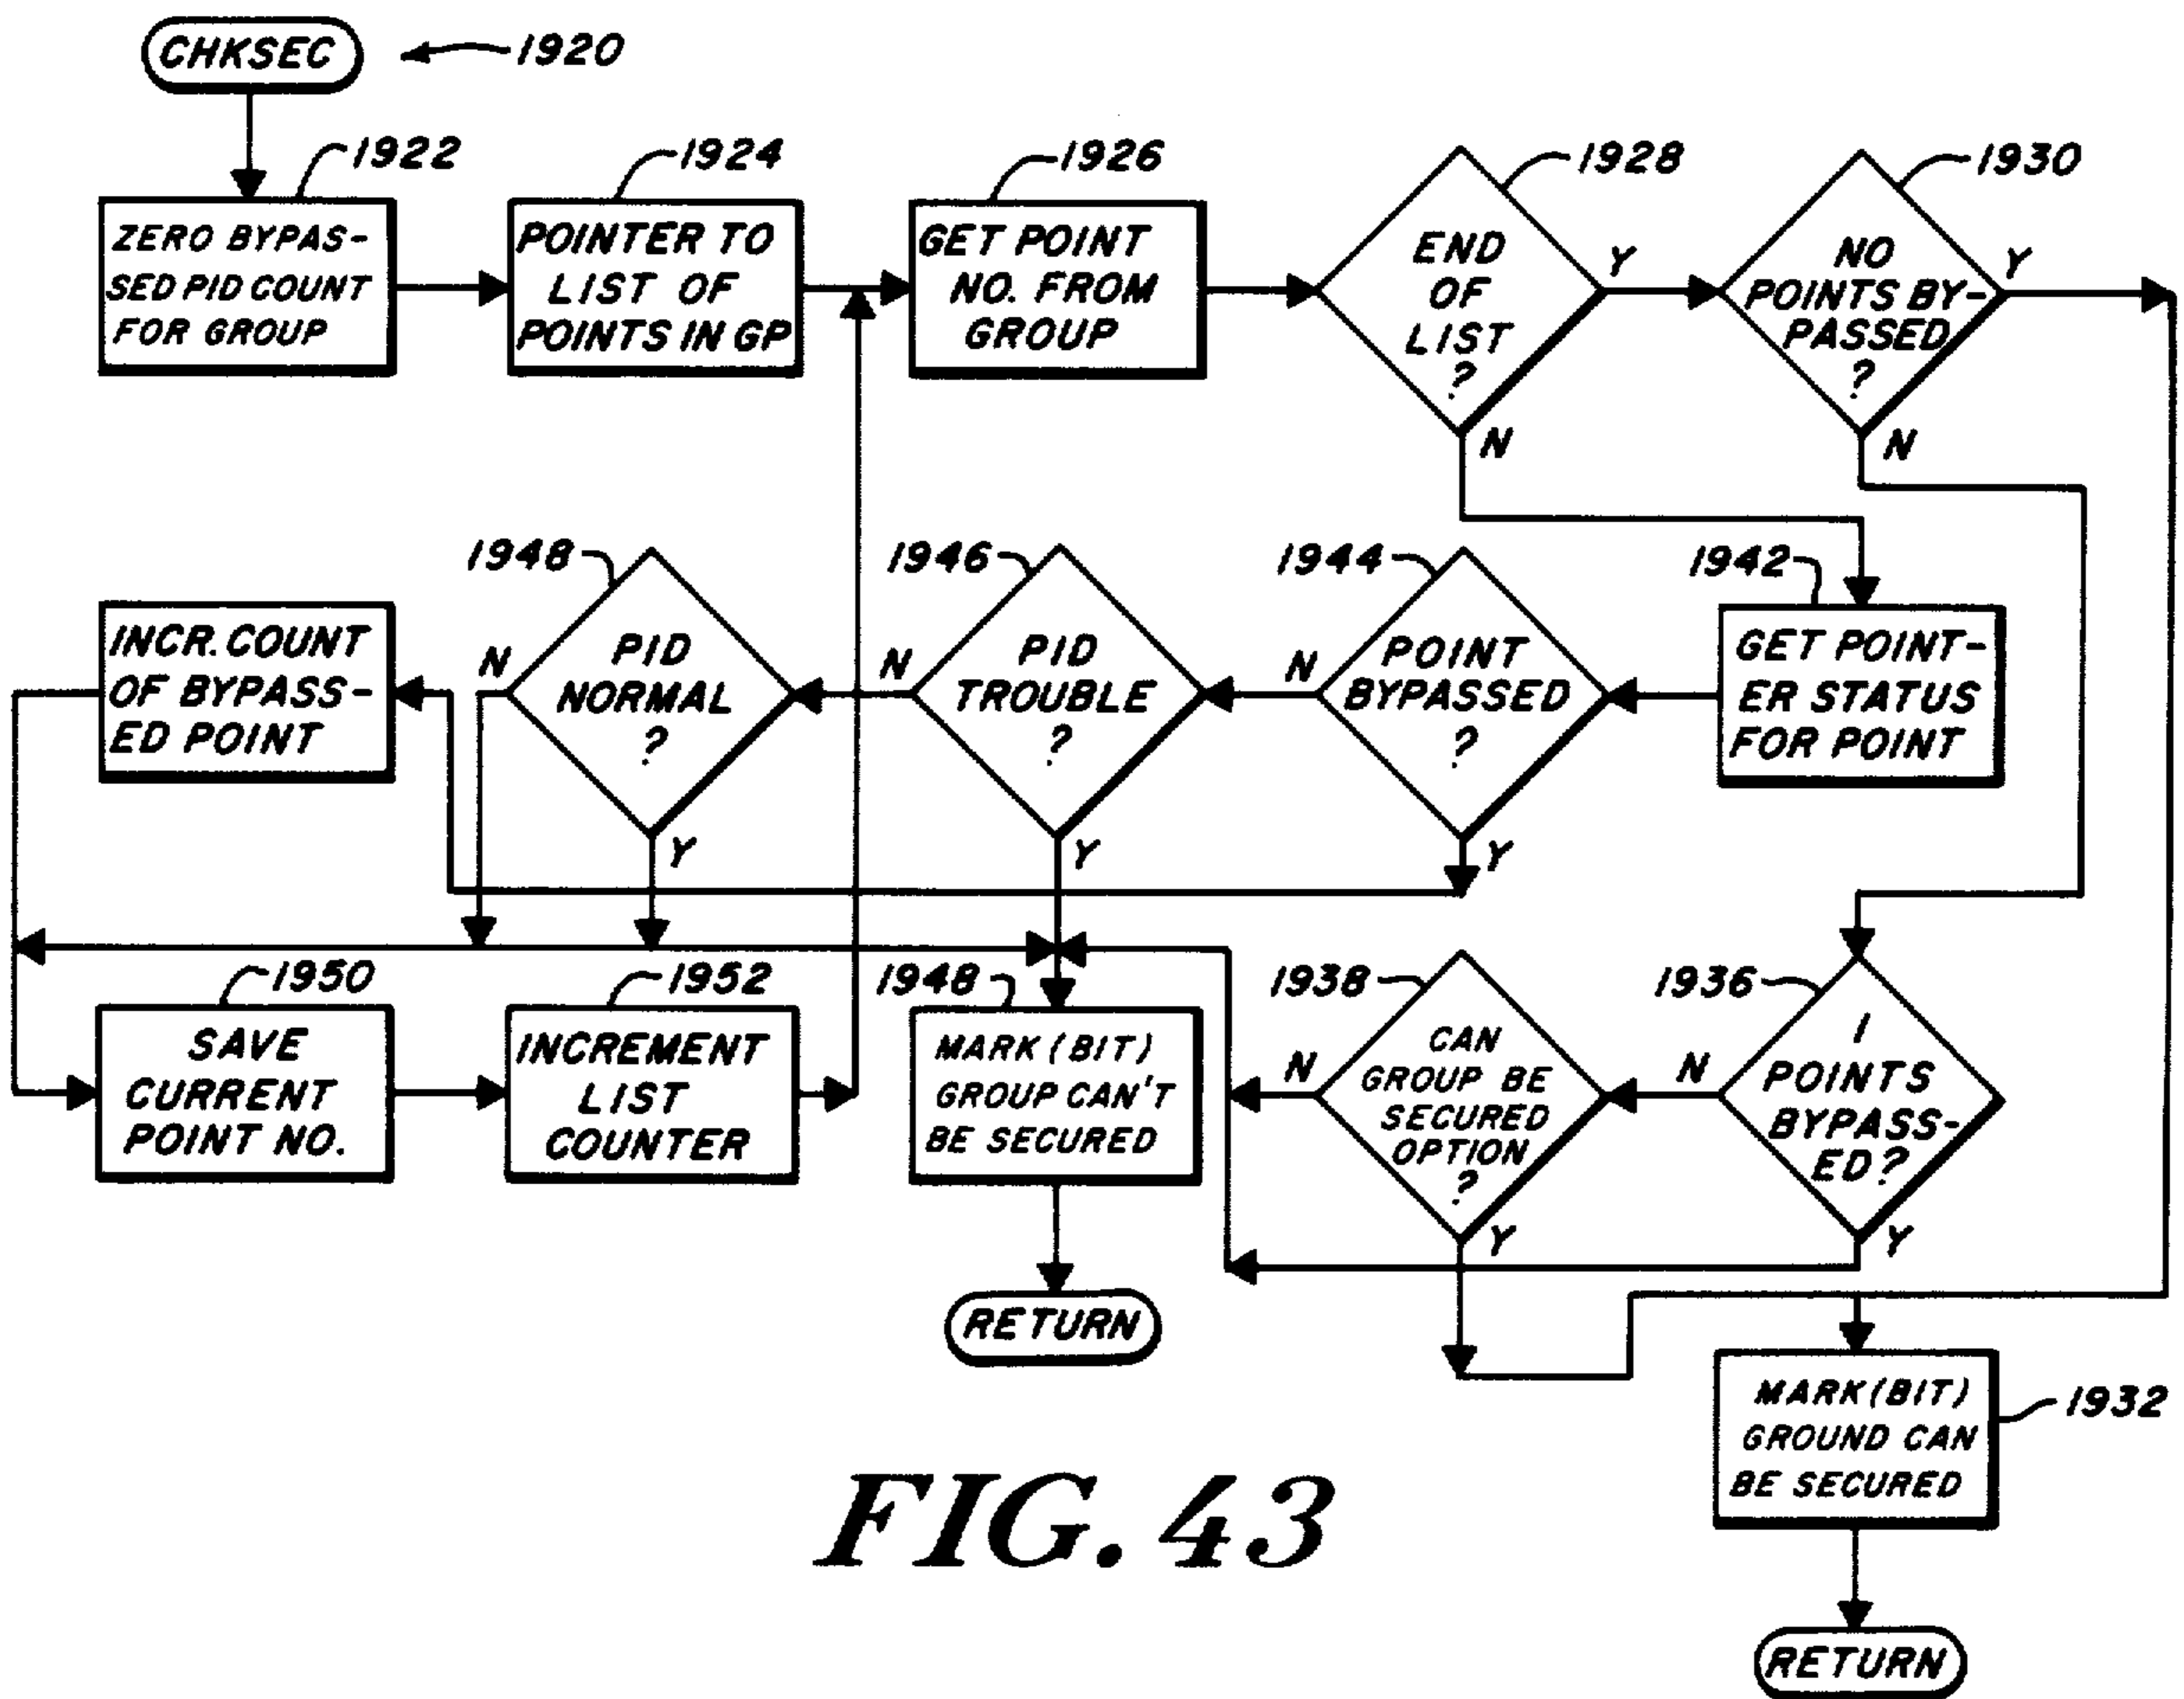 CHKSEC
1920
1922
ZERO BYPAS-
SED PID COUNT
FOR GROUP
1924
POINTER TO
LIST OF
POINTS IN GP
1926
GET POINT
NO. FROM
GROUP
1928
END
OF
LIST
?
Y
N
1930
NO
POINTS BY-
PASSED
?
Y
N
INCR. COUNT
OF BYPASS-
ED POINT
1948
PID
NORMAL
?
N
Y
1946
PID
TROUBLE
?
N
Y
1944
POINT
BYPASSED
?
N
Y
1942
GET POINT-
ER STATUS
FOR POINT
1950
SAVE
CURRENT
POINT NO.
1952
INCREMENT
LIST
COUNTER
1948
MARK (BIT)
GROUP CAN'T
BE SECURED
RETURN
1938
CAN
GROUP BE
SECURED
OPTION
?
N
Y
1936
1
POINTS
BYPASS-
ED?
N
Y
1932
MARK (BIT)
GROUND CAN
BE SECURED
RETURN
FIG. 43